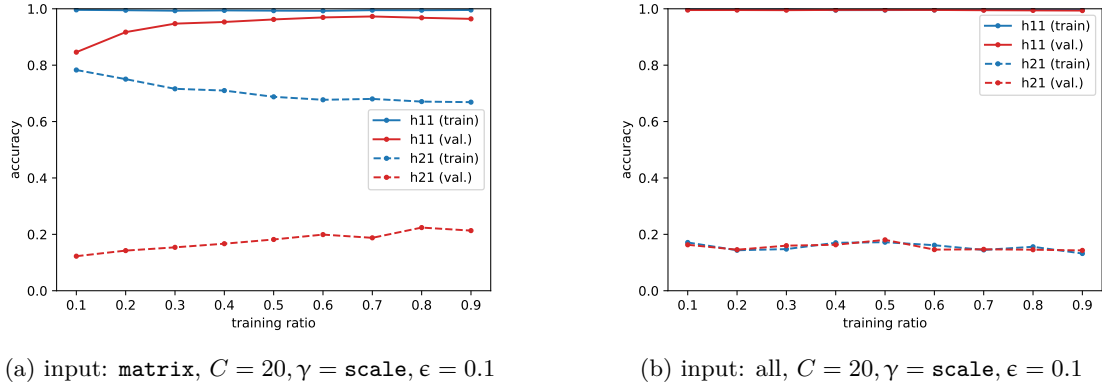 1.0
0.8
0.6
0.4
0.2
0.0
accuracy
h11 (train)
h11 (val.)
h21 (train)
h21 (val.)
0.1 0.2 0.3 0.4 0.5 0.6 0.7 0.8 0.9
training ratio
(a) input: matrix, C = 20, γ = scale, ϵ = 0.1
1.0
0.8
0.6
0.4
0.2
0.0
accuracy
h11 (train)
h11 (val.)
h21 (train)
h21 (val.)
0.1 0.2 0.3 0.4 0.5 0.6 0.7 0.8 0.9
training ratio
(b) input: all, C = 20, γ = scale, ϵ = 0.1